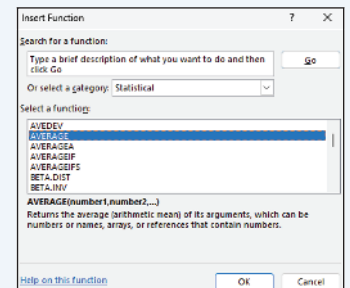 Insert Function
? X
Search for a function:
Type a brief description of what you want to do and then
click Go
Go
Or select a category: Statistical
Select a function:
AVEDEV
AVERAGE
AVERAGEA
AVERAGEIF
AVERAGEIFS
BETA.DIST
BETA.INV
AVERAGE(number1,number2,...)
Returns the average (arithmetic mean) of its arguments, which can be
numbers or names, arrays, or references that contain numbers.
Help on this function
OK
Cancel